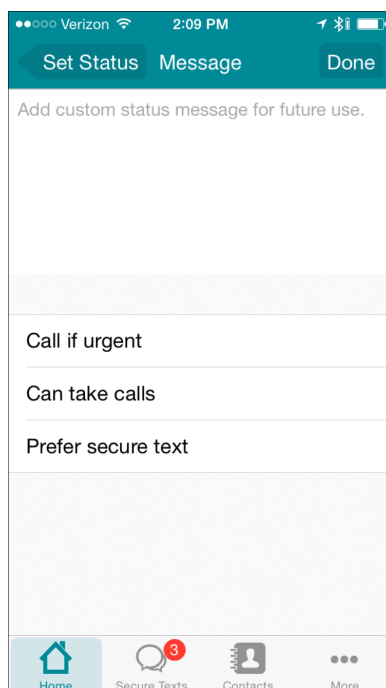 Verizon 2:09 PM
Set Status Message Done
Add custom status message for future use.
Call if urgent
Can take calls
Prefer secure text
3
Home Secure Texts Contacts More